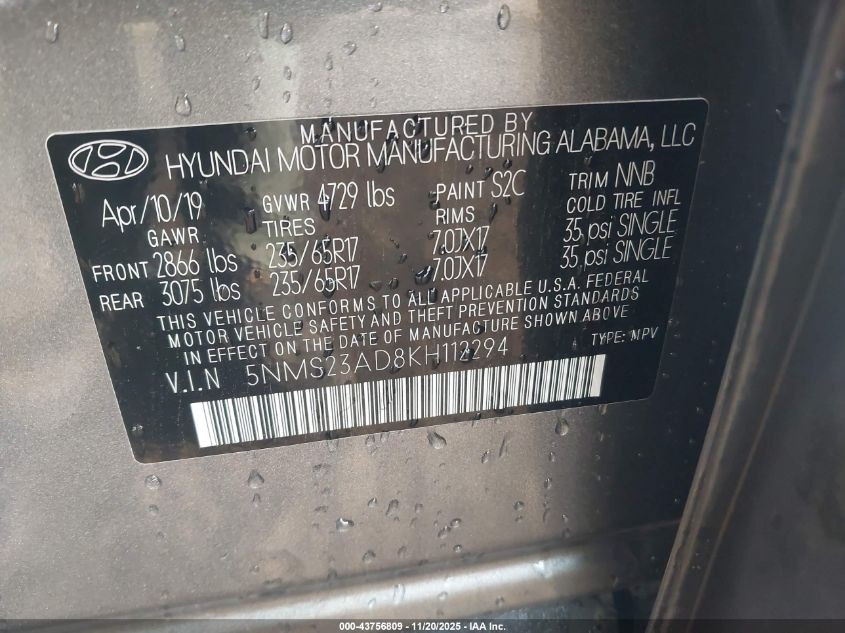 MANUFACTURED BY
HYUNDAI MOTOR MANUFACTURING ALABAMA, LLC
Apr/10/19 GVWR 4729 lbs PAINT S2C TRIM NNB
GAWR TIRES RIMS COLD TIRE INFL
FRONT 2866 lbs 235/65R17 7.0JX17 35 psi SINGLE
REAR 3075 lbs 235/65R17 7.0JX17 35 psi SINGLE
THIS VEHICLE CONFORMS TO ALL APPLICABLE U.S.A. FEDERAL
MOTOR VEHICLE SAFETY AND THEFT PREVENTION STANDARDS
IN EFFECT ON THE DATE OF MANUFACTURE SHOWN ABOVE
V.I.N 5NMS23AD8KH112294 TYPE: MPV
000-43756809 - 11/20/2025 - IAA Inc.